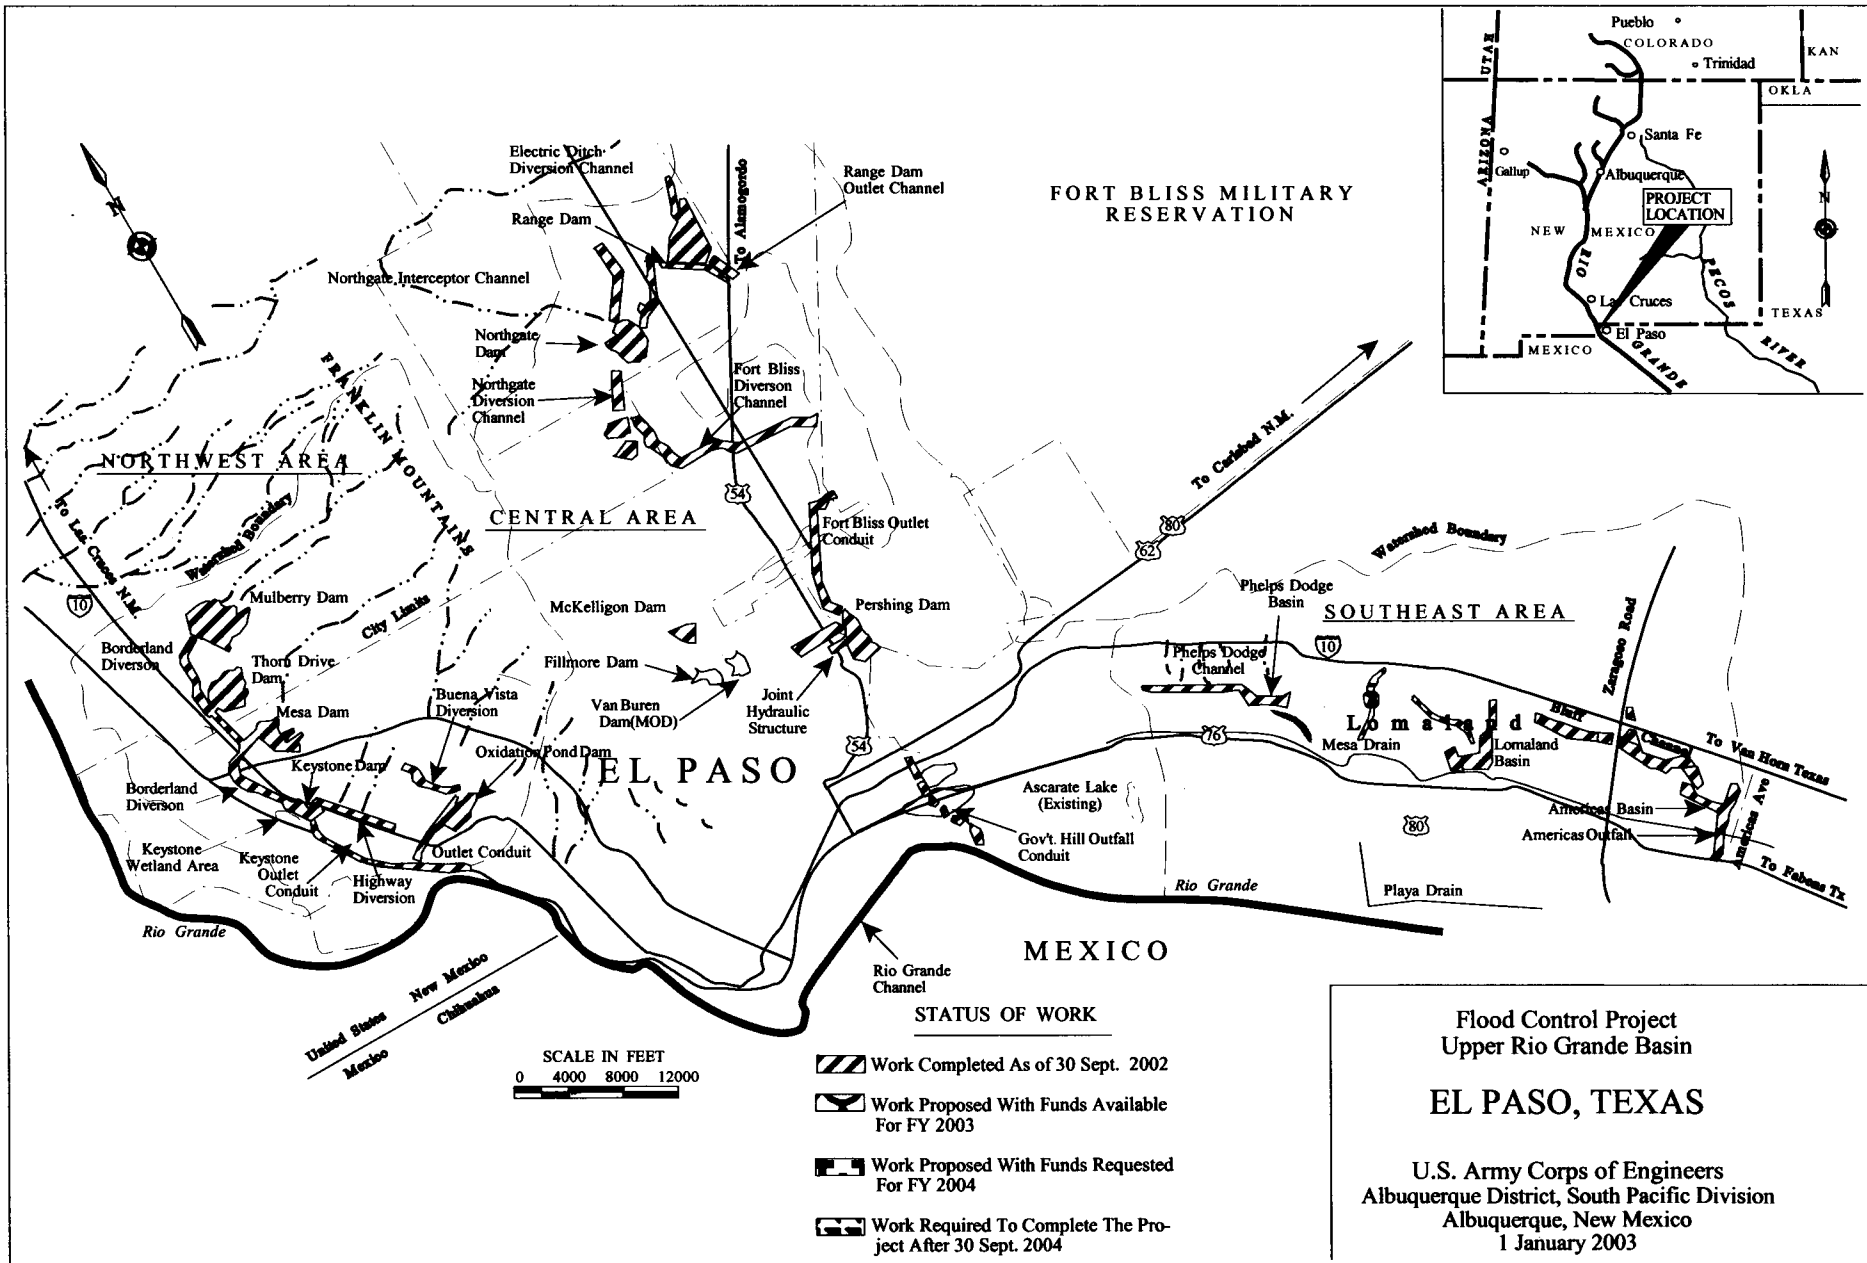 Pueblo
COLORADO
Trinidad
KAN
UTAH
OKLA
ARIZONA
Santa Fe
Gallup
Albuquerque
PROJECT
LOCATION
N
NEW MEXICO
RIO
PECOS
Las Cruces
TEXAS
El Paso
MEXICO
GRANDE
RIVER
Electric Ditch
Diversion Channel
Range Dam
Outlet Channel
To Alamogordo
FORT BLISS MILITARY
RESERVATION
N
Range Dam
Northgate Interceptor Channel
Northgate
Dam
Northgate
Diversion
Channel
Fort Bliss
Diverson
Channel
FRANKLIN MOUNTAINS
NORTHWEST AREA
To Las Cruces N.M.
Watershed Boundary
54
CENTRAL AREA
To Carlsbad N.M.
Fort Bliss Outlet
Conduit
80
62
Watershed Boundary
10
Mulberry Dam
City Limits
McKelligon Dam
Pershing Dam
Phelps Dodge
Basin
SOUTHEAST AREA
Zaragoso Road
Borderland
Diverson
Thorn Drive
Dam
Fillmore Dam
Phelps Dodge
Channel
10
Mesa Dam
Buena Vista
Diversion
Van Buren
Dam(MOD)
Joint
Hydraulic
Structure
Lomaland
Bluff
Channel
To Van Horn Texas
Oxidation Pond Dam
54
76
Mesa Drain
Lomaland
Basin
Keystone Dam
EL PASO
Borderland
Diverson
Ascarate Lake
(Existing)
Americas Basin
Americas Ave
80
Americas Outfall
Keystone
Wetland Area
Keystone
Outlet
Conduit
Outlet Conduit
Highway
Diversion
Gov't. Hill Outfall
Conduit
To Fabens Tx
Rio Grande
Rio Grande
Playa Drain
MEXICO
Rio Grande
Channel
United States New Mexico
Mexico Chihuahua
SCALE IN FEET
0 4000 8000 12000
STATUS OF WORK
Work Completed As of 30 Sept. 2002
Work Proposed With Funds Available
For FY 2003
Work Proposed With Funds Requested
For FY 2004
Work Required To Complete The Pro-
ject After 30 Sept. 2004
Flood Control Project
Upper Rio Grande Basin
EL PASO, TEXAS
U.S. Army Corps of Engineers
Albuquerque District, South Pacific Division
Albuquerque, New Mexico
1 January 2003